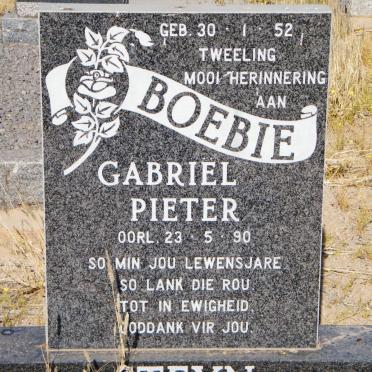 GEB. 30 - 1 - 52
TWEELING
MOOI HERINNERING
AAN
BOEBIE
GABRIEL
PIETER
OORL. 23 - 5 - 90
SO MIN JOU LEWENSJARE
SO LANK DIE ROU
TOT IN EWIGHEID
GODDANK VIR JOU.